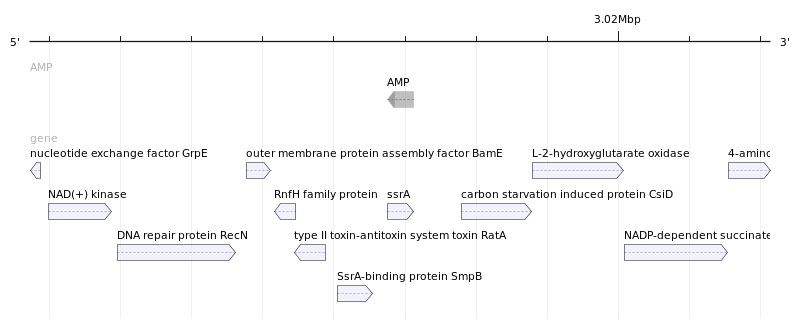 3.02Mbp
5' 3'
AMP
AMP
gene
nucleotide exchange factor GrpE outer membrane protein assembly factor BamE L-2-hydroxyglutarate oxidase 4-amino
NAD(+) kinase RnfH family protein ssrA carbon starvation induced protein CsiD
DNA repair protein RecN type II toxin-antitoxin system toxin RatA NADP-dependent succinate
SsrA-binding protein SmpB